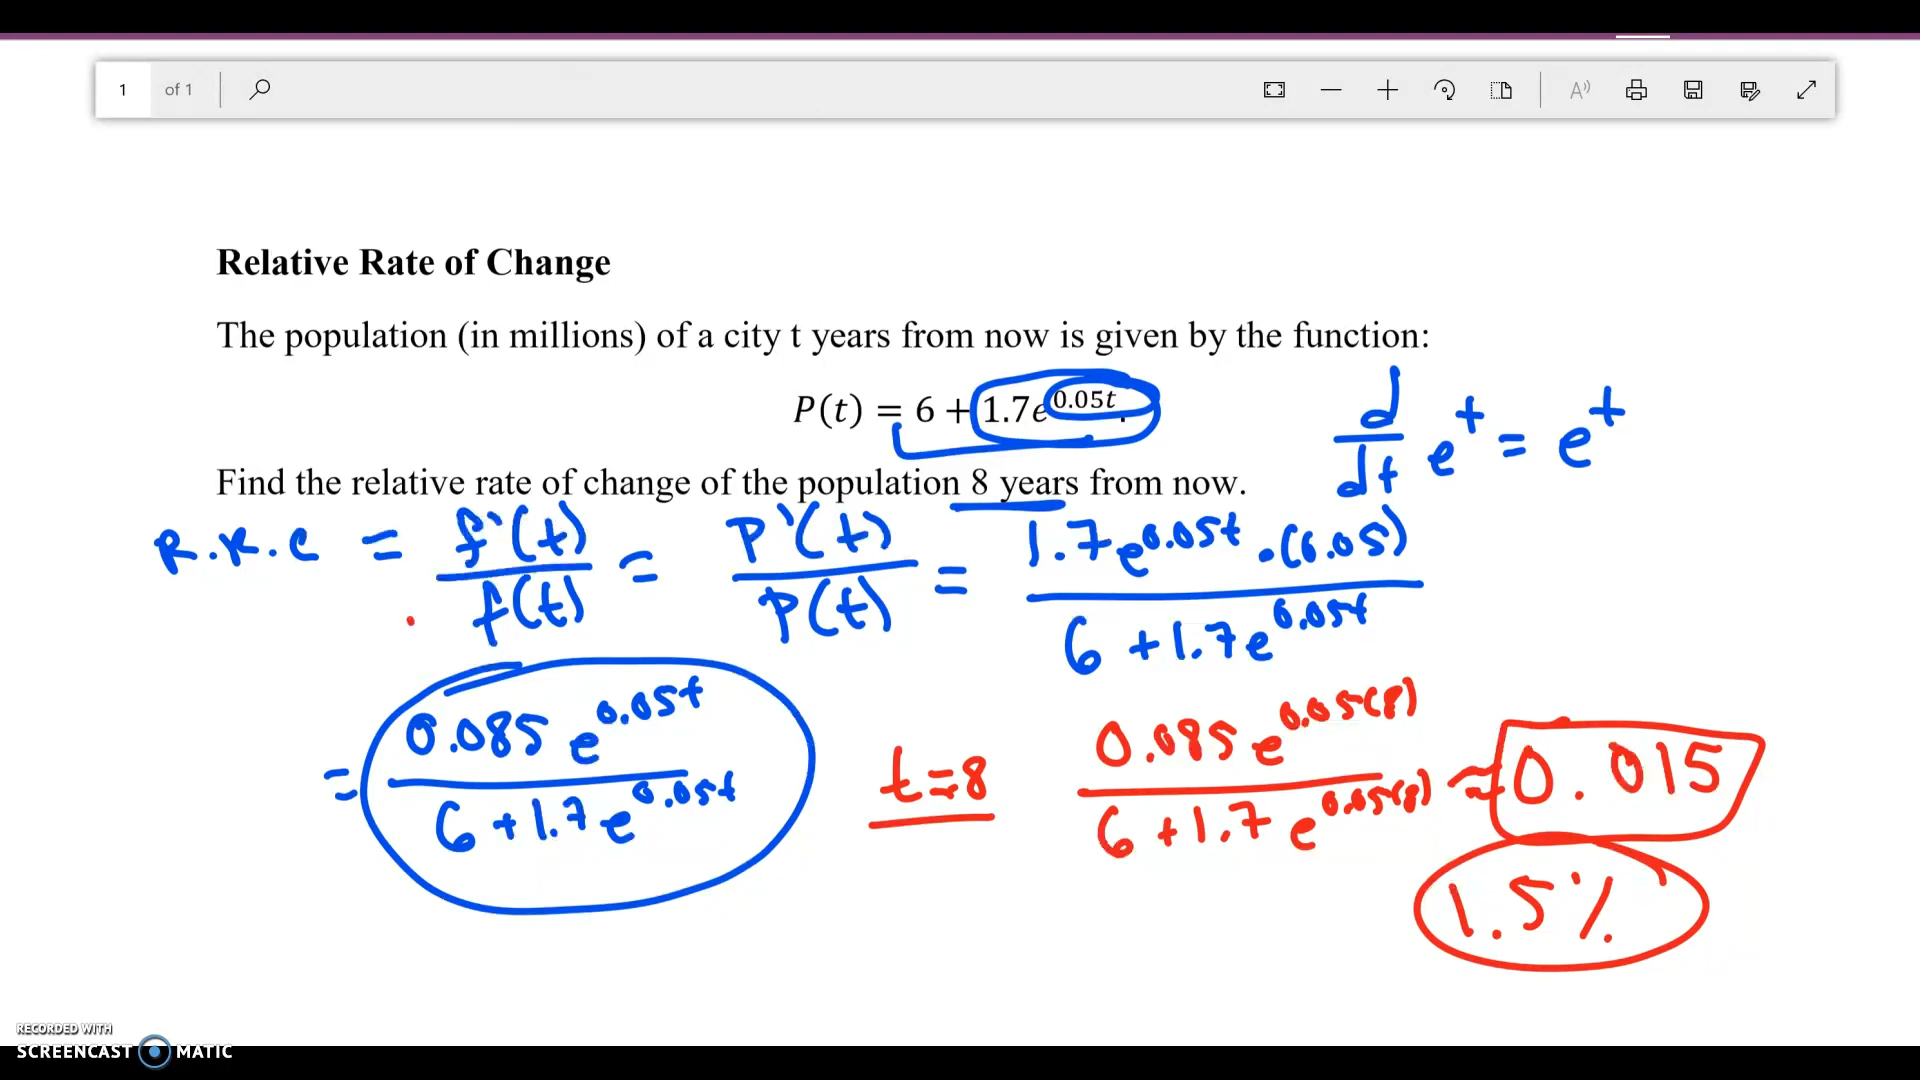 1 of 1
Relative Rate of Change
The population (in millions) of a city t years from now is given by the function:
P(t) = 6 + 1.7e^{0.05t}.
d/dt e^t = e^t
Find the relative rate of change of the population 8 years from now.
R.R.C = f'(t)/f(t) = P'(t)/P(t) = 1.7e^{0.05t} · (0.05) / 6 + 1.7e^{0.05t}
= 0.085 e^{0.05t} / 6 + 1.7e^{0.05t}
t=8
0.085e^{0.05(8)} / 6 + 1.7e^{0.05(8)} ≈ 0.015
1.5%
RECORDED WITH
SCREENCAST MATIC